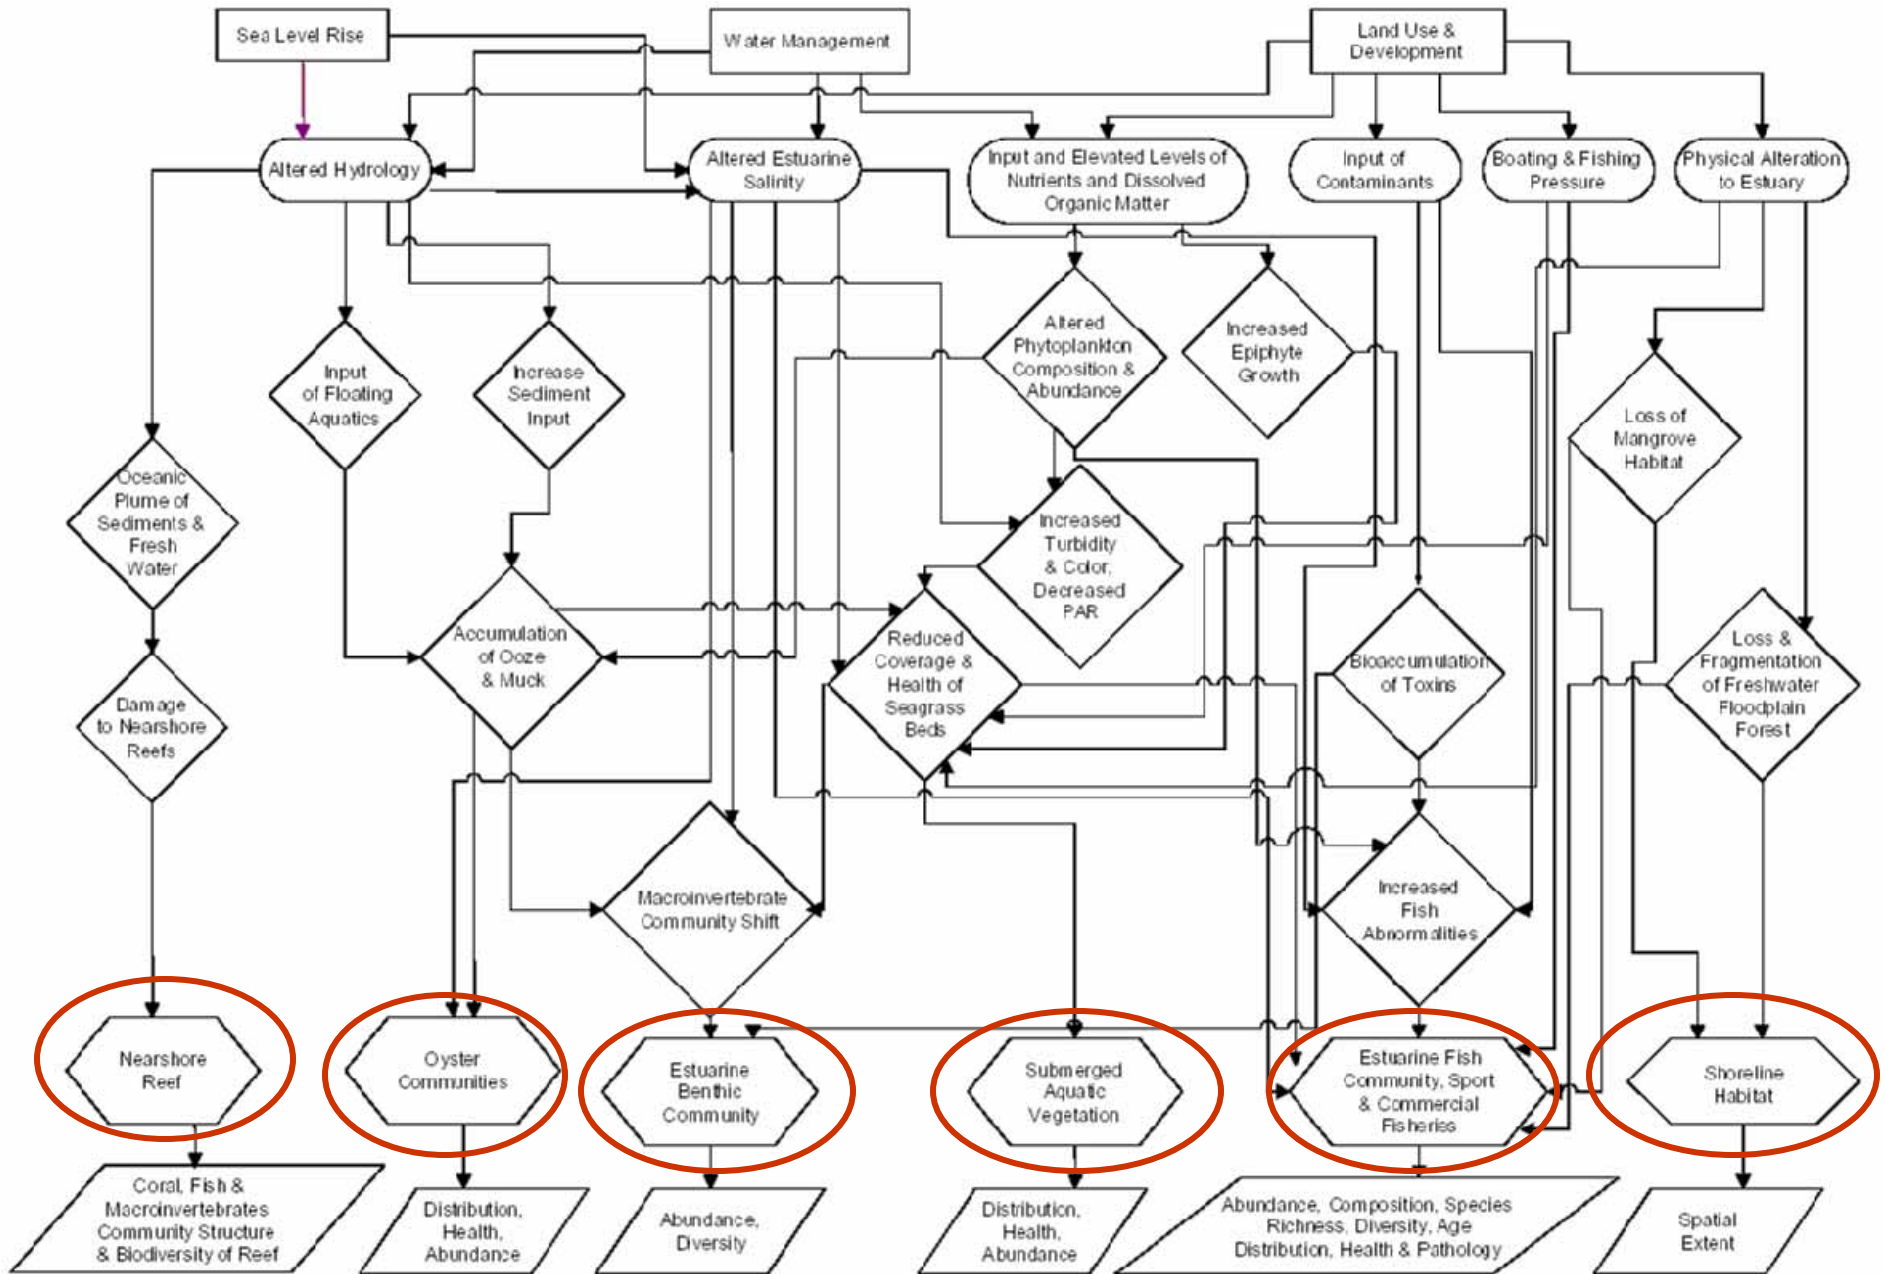 Sea Level Rise
Water Management
Land Use &
Development
Altered Hydrology
Altered Estuarine
Salinity
Input and Elevated Levels of
Nutrients and Dissolved
Organic Matter
Input of
Contaminants
Boating & Fishing
Pressure
Physical Alteration
to Estuary
Input
of Floating
Aquatics
Increase
Sediment
Input
Altered
Phytoplankton
Composition &
Abundance
Increased
Epiphyte
Growth
Loss of
Mangrove
Habitat
Oceanic
Plume of
Sediments &
Fresh
Water
Increased
Turbidity
& Color,
Decreased
PAR
Accumulation
of Ooze
& Muck
Reduced
Coverage &
Health of
Seagrass
Beds
Bioaccumulation
of Toxins
Loss &
Fragmentation
of Freshwater
Floodplain
Forest
Damage
to Nearshore
Reefs
Macroinvertebrate
Community Shift
Increased
Fish
Abnormalities
Nearshore
Reef
Oyster
Communities
Estuarine
Benthic
Community
Submerged
Aquatic
Vegetation
Estuarine Fish
Community, Sport
& Commercial
Fisheries
Shoreline
Habitat
Coral, Fish &
Macroinvertebrates
Community Structure
& Biodiversity of Reef
Distribution,
Health,
Abundance
Abundance,
Diversity
Distribution,
Health,
Abundance
Abundance, Composition, Species
Richness, Diversity, Age
Distribution, Health & Pathology
Spatial
Extent